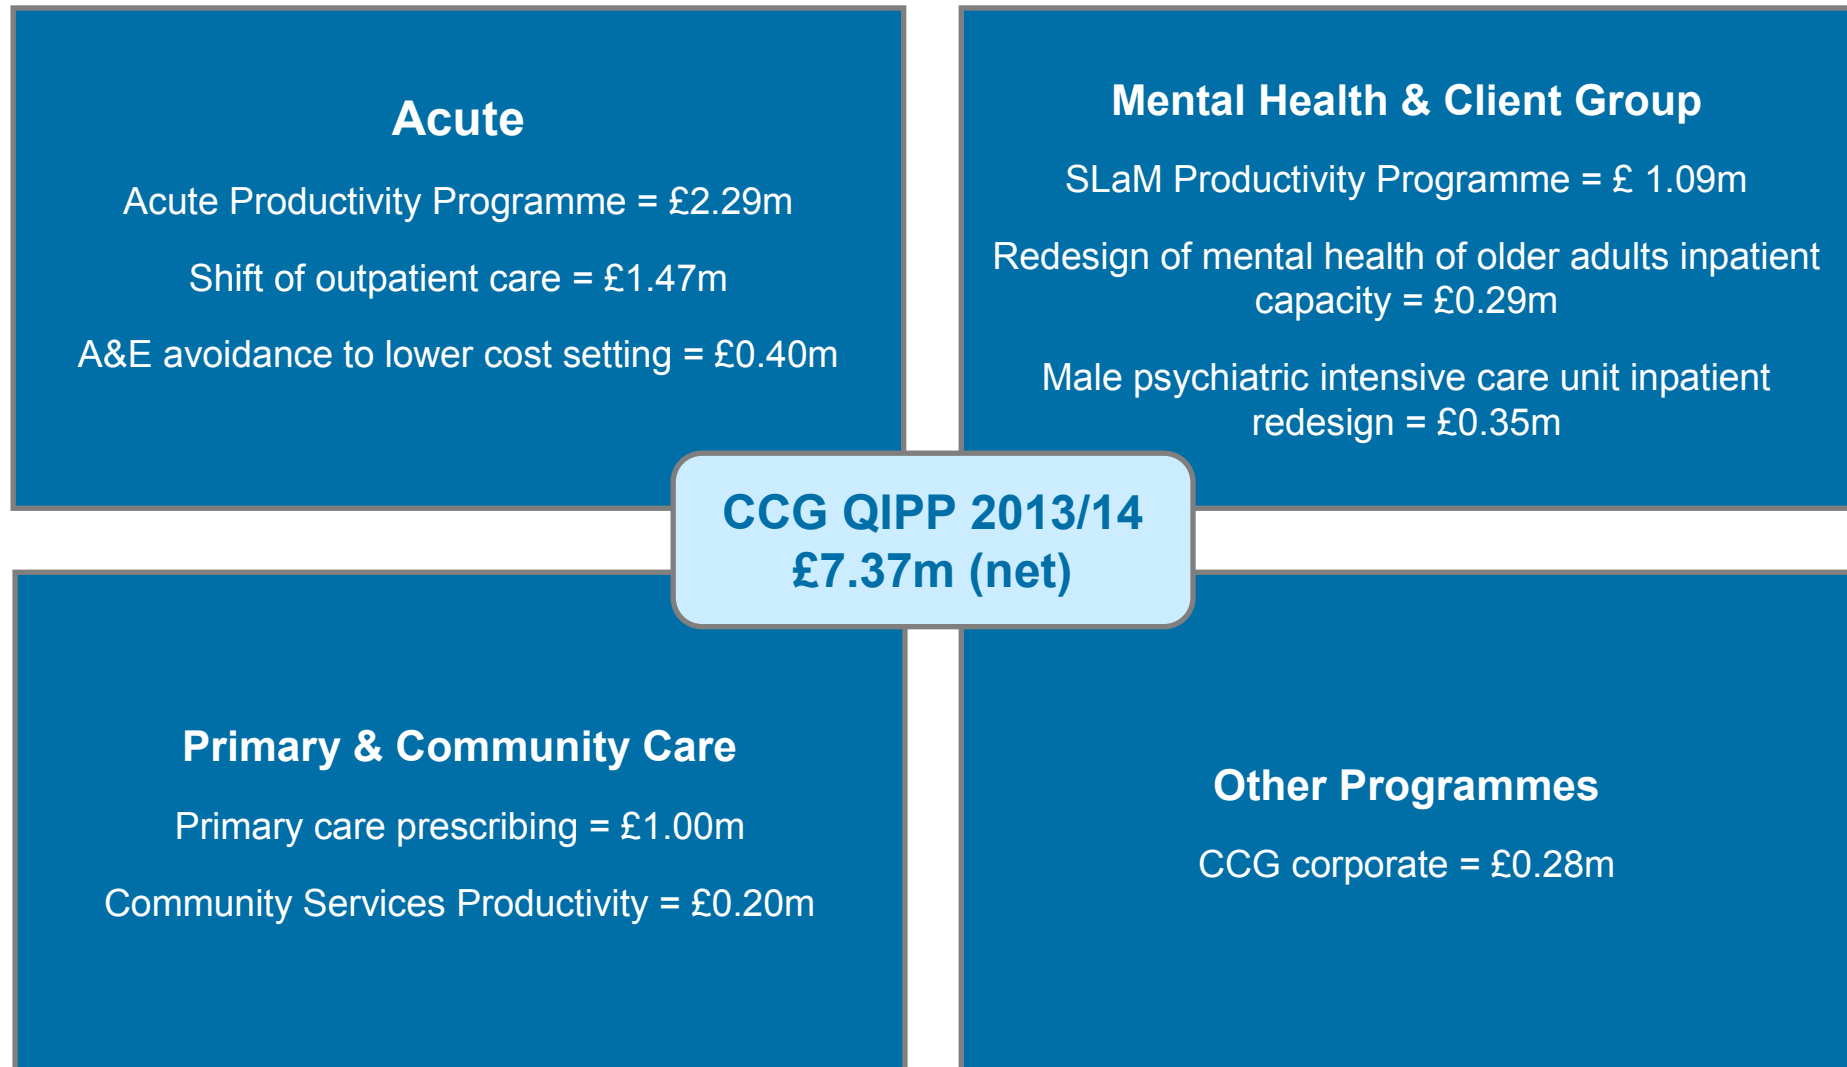 Acute
Acute Productivity Programme = £2.29m
Shift of outpatient care = £1.47m
A&E avoidance to lower cost setting = £0.40m
Mental Health & Client Group
SLaM Productivity Programme = £ 1.09m
Redesign of mental health of older adults inpatient
capacity = £0.29m
Male psychiatric intensive care unit inpatient
redesign = £0.35m
CCG QIPP 2013/14
£7.37m (net)
Primary & Community Care
Primary care prescribing = £1.00m
Community Services Productivity = £0.20m
Other Programmes
CCG corporate = £0.28m